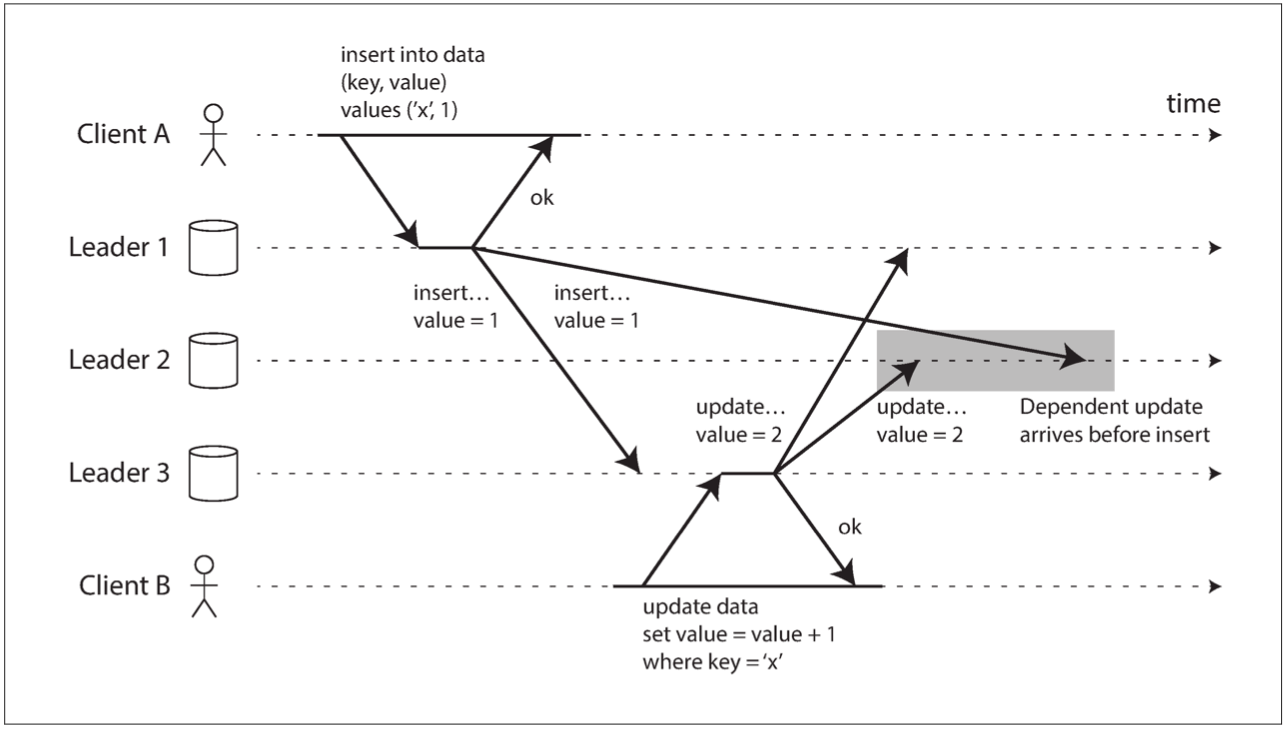 insert into data
(key, value)
values ('x', 1)
time
Client A
ok
Leader 1
insert…
value = 1
insert…
value = 1
Leader 2
update…
value = 2
update…
value = 2
Dependent update
arrives before insert
Leader 3
ok
Client B
update data
set value = value + 1
where key = ‘x’